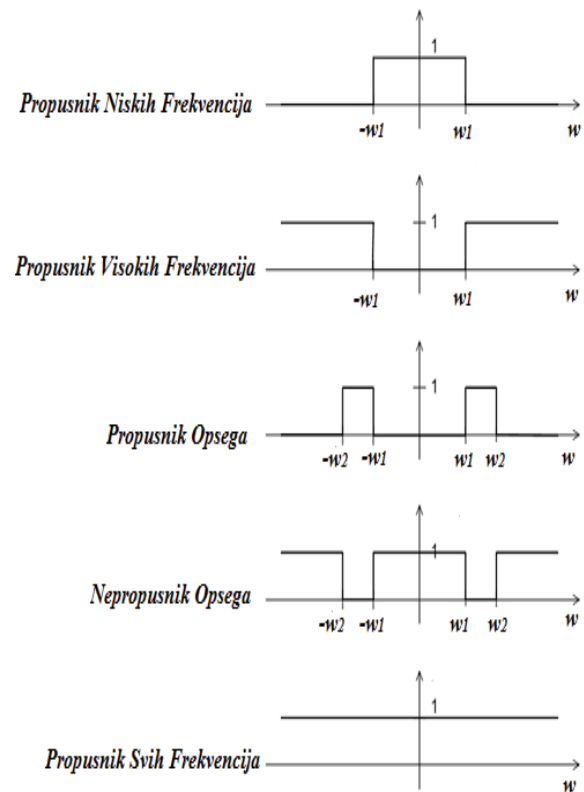 1
Propusnik Niskih Frekvencija
-w1 w1 w
1
Propusnik Visokih Frekvencija
-w1 w1 w
1
Propusnik Opsega
-w2 -w1 w1 w2 w
1
Nepropusnik Opsega
-w2 -w1 w1 w2 w
1
Propusnik Svih Frekvencija
w